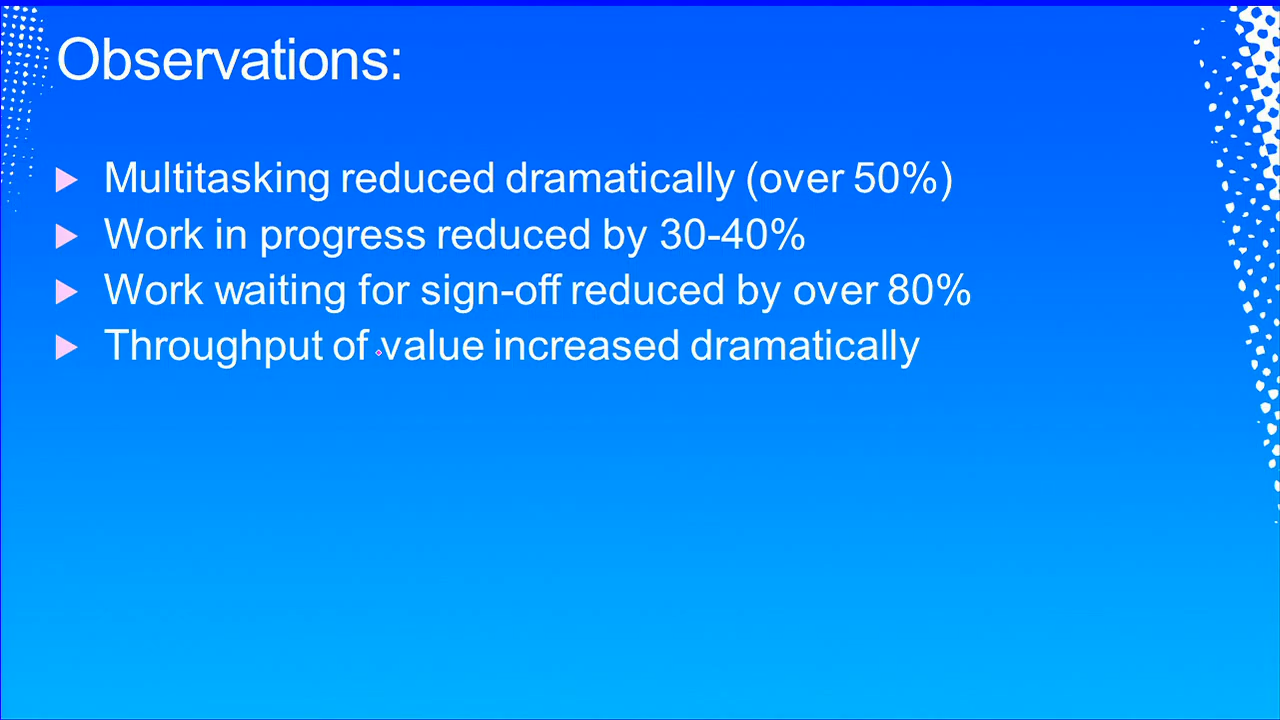 Observations:
Multitasking reduced dramatically (over 50%)
Work in progress reduced by 30-40%
Work waiting for sign-off reduced by over 80%
Throughput of value increased dramatically